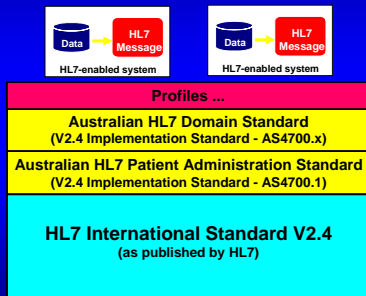 Data
HL7
Message
HL7-enabled system
Data
HL7
Message
HL7-enabled system
Profiles ...
Australian HL7 Domain Standard
(V2.4 Implementation Standard - AS4700.x)
Australian HL7 Patient Administration Standard
(V2.4 Implementation Standard - AS4700.1)
HL7 International Standard V2.4
(as published by HL7)